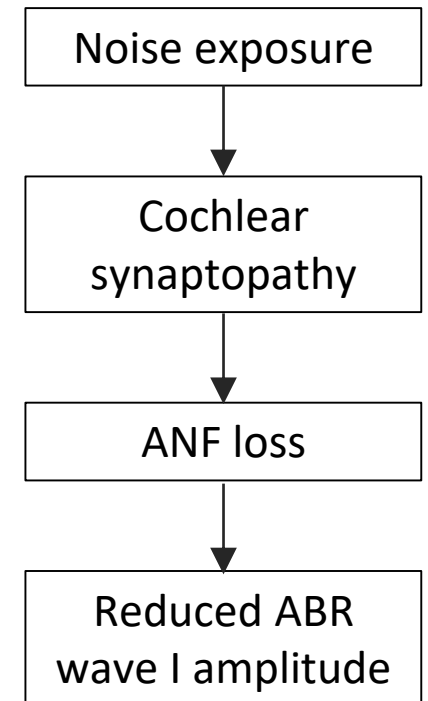 Noise exposure
Cochlear
synaptopathy
ANF loss
Reduced ABR
wave I amplitude